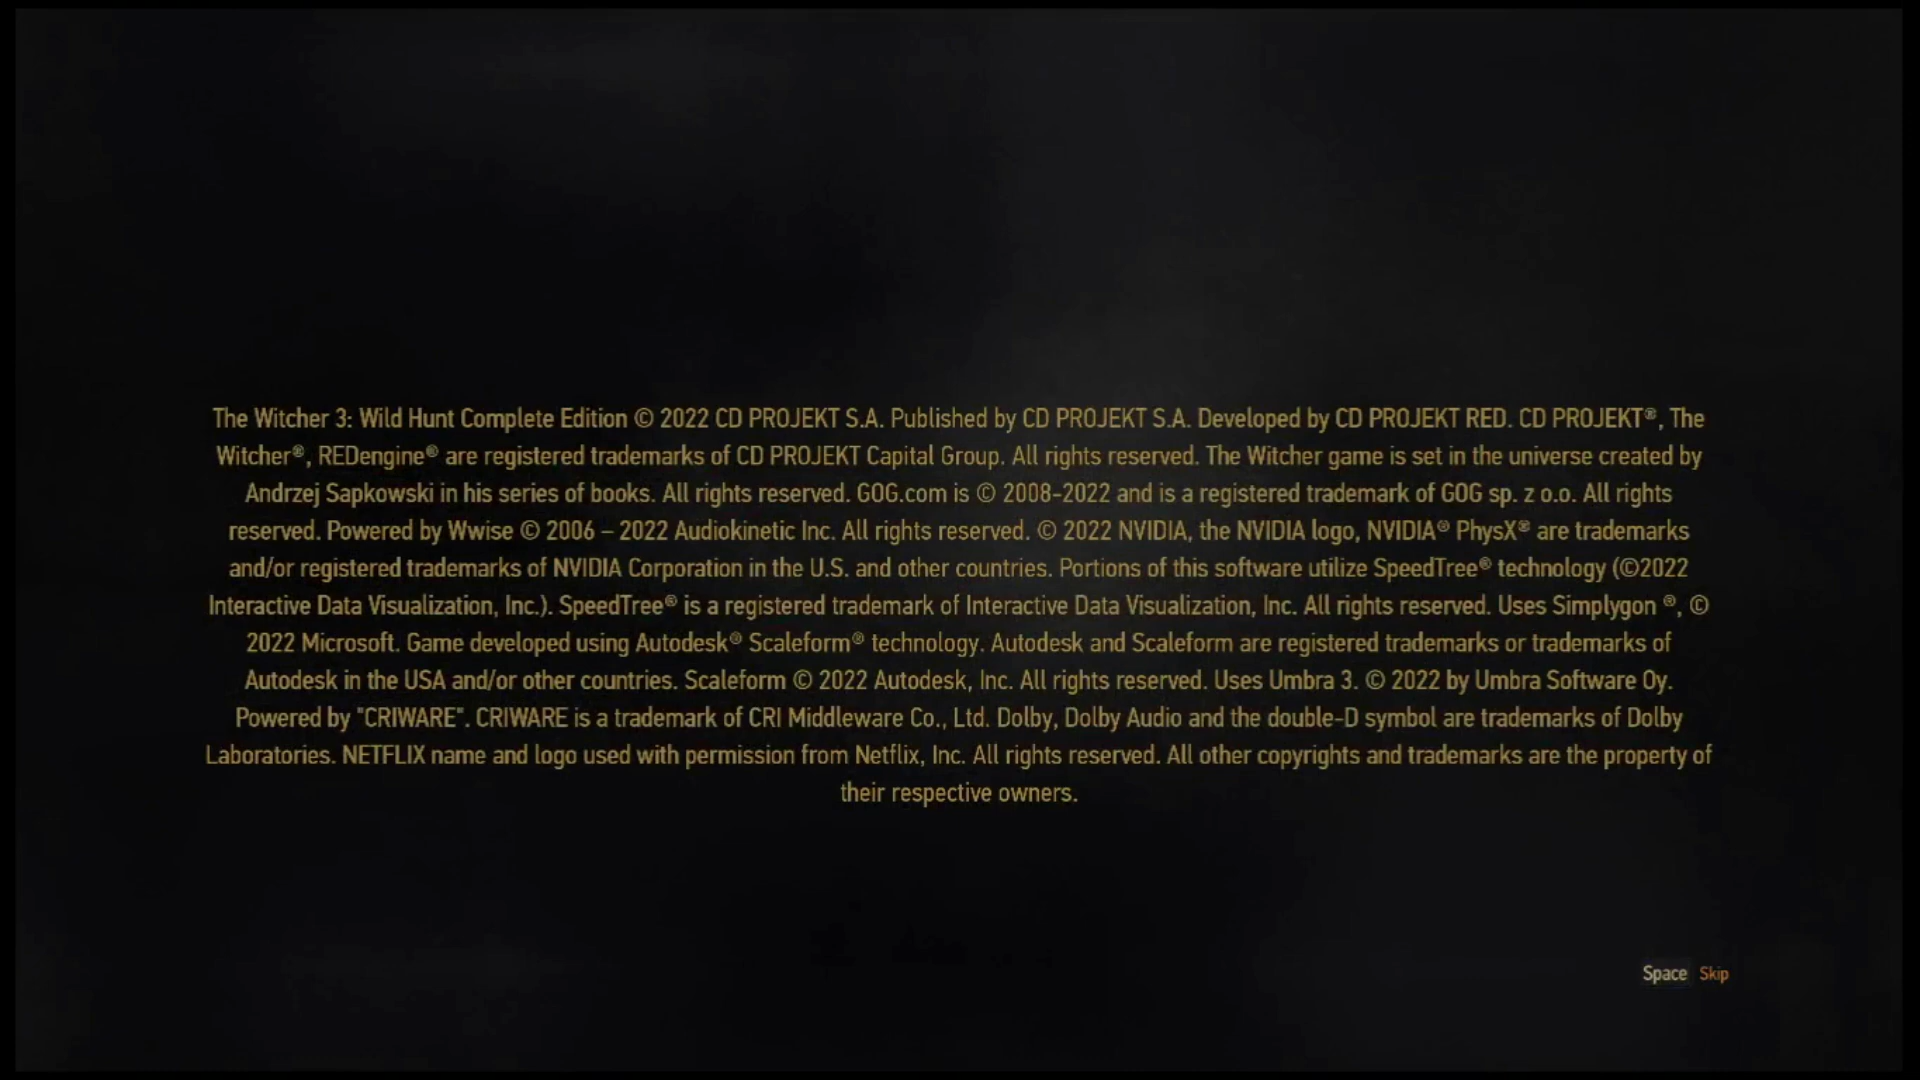 The Witcher 3: Wild Hunt Complete Edition © 2022 CD PROJEKT S.A. Published by CD PROJEKT S.A. Developed by CD PROJEKT RED. CD PROJEKT®, The
Witcher®, REDengine® are registered trademarks of CD PROJEKT Capital Group. All rights reserved. The Witcher game is set in the universe created by
Andrzej Sapkowski in his series of books. All rights reserved. GOG.com is © 2008-2022 and is a registered trademark of GOG sp. z o.o. All rights
reserved. Powered by Wwise © 2006 – 2022 Audiokinetic Inc. All rights reserved. © 2022 NVIDIA, the NVIDIA logo, NVIDIA® PhysX® are trademarks
and/or registered trademarks of NVIDIA Corporation in the U.S. and other countries. Portions of this software utilize SpeedTree® technology (©2022
Interactive Data Visualization, Inc.). SpeedTree® is a registered trademark of Interactive Data Visualization, Inc. All rights reserved. Uses Simplygon ®, ©
2022 Microsoft. Game developed using Autodesk® Scaleform® technology. Autodesk and Scaleform are registered trademarks or trademarks of
Autodesk in the USA and/or other countries. Scaleform © 2022 Autodesk, Inc. All rights reserved. Uses Umbra 3. © 2022 by Umbra Software Oy.
Powered by "CRIWARE". CRIWARE is a trademark of CRI Middleware Co., Ltd. Dolby, Dolby Audio and the double-D symbol are trademarks of Dolby
Laboratories. NETFLIX name and logo used with permission from Netflix, Inc. All rights reserved. All other copyrights and trademarks are the property of
their respective owners.
Space Skip